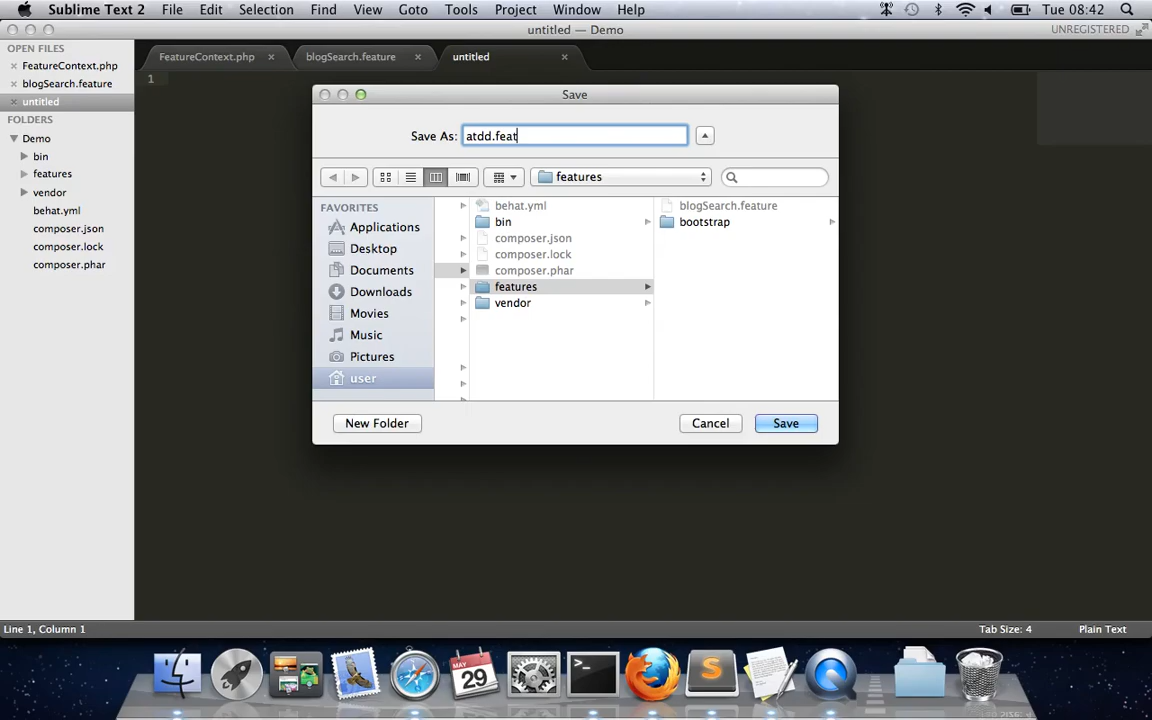 Sublime Text 2 File Edit Selection Find View Goto Tools Project Window Help Tue 08:42
untitled — Demo UNREGISTERED
OPEN FILES
FeatureContext.php
blogSearch.feature
untitled
FOLDERS
Demo
bin
features
vendor
behat.yml
composer.json
composer.lock
composer.phar
FeatureContext.php blogSearch.feature untitled
1
Save
Save As: atdd.feat
features
FAVORITES
Applications
Desktop
Documents
Downloads
Movies
Music
Pictures
user
behat.yml
bin
composer.json
composer.lock
composer.phar
features
vendor
blogSearch.feature
bootstrap
New Folder Cancel Save
Line 1, Column 1 Tab Size: 4 Plain Text
MAY
29